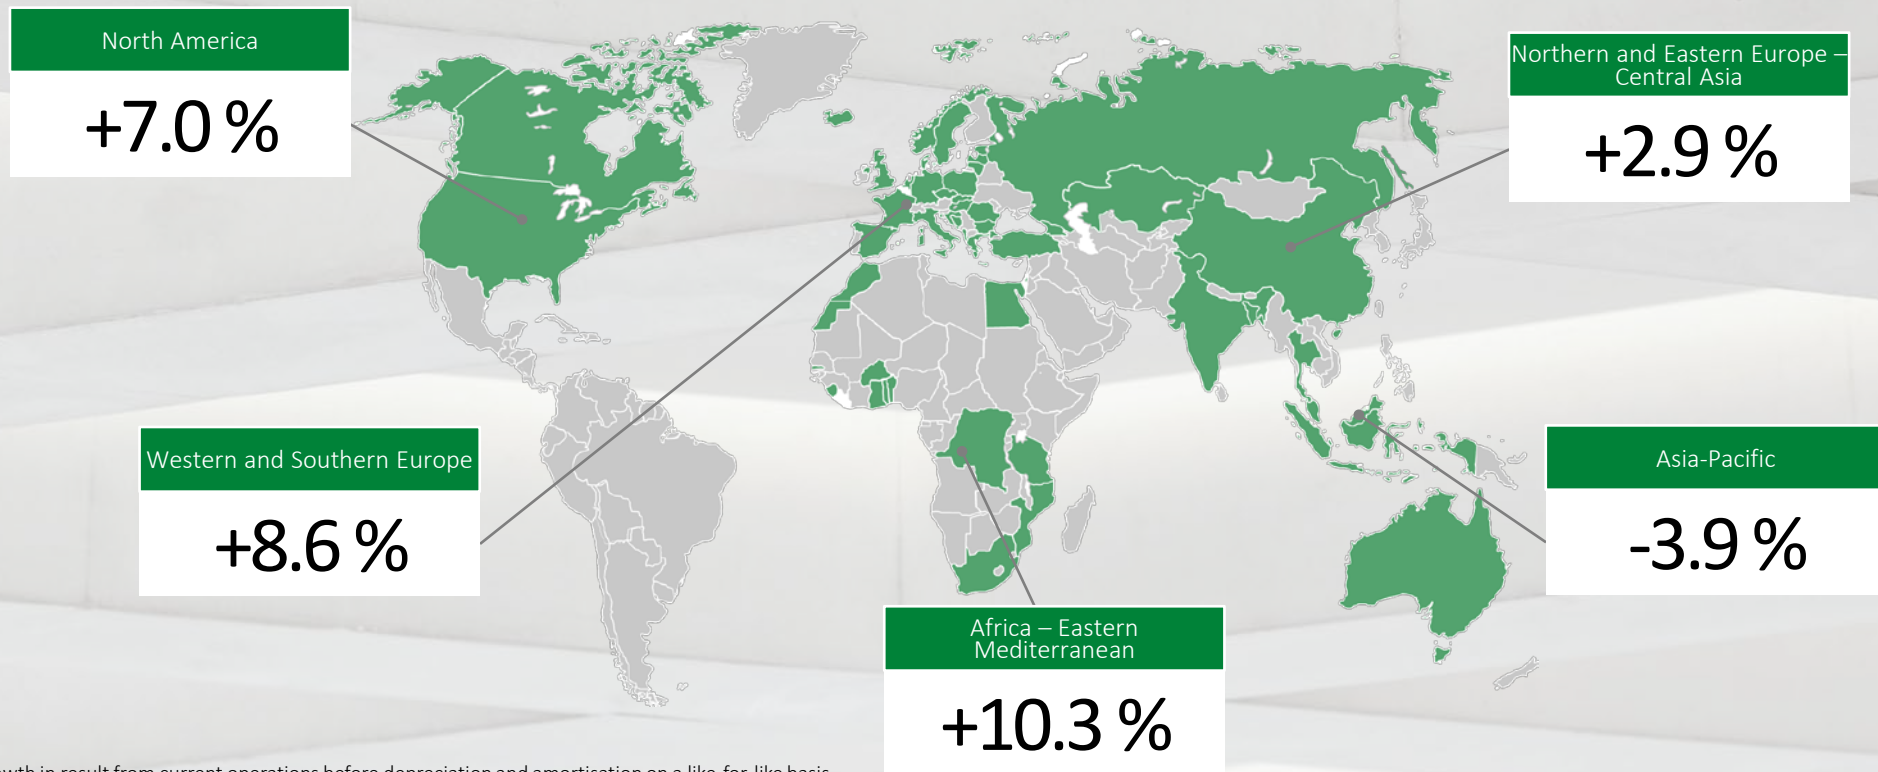 North America
+7.0 %
Northern and Eastern Europe –
Central Asia
+2.9 %
Western and Southern Europe
+8.6 %
Asia-Pacific
-3.9 %
Africa – Eastern
Mediterranean
+10.3 %
in result from current operations before depreciation and amortisation on a like-for-like basis